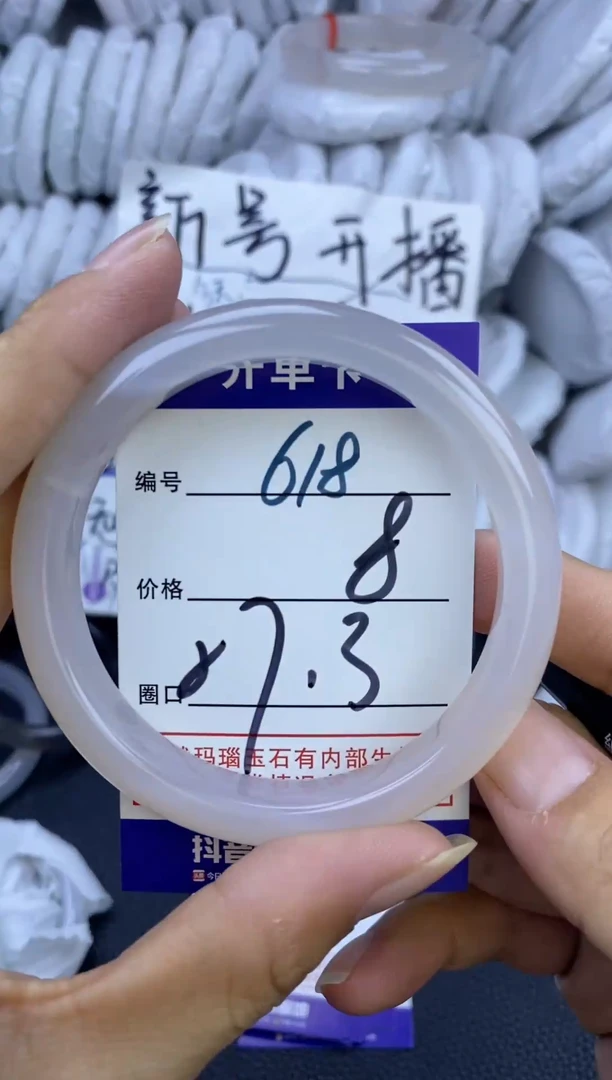 新号开播
开单卡
编号 618
价格 8
圈口 57.3
玛瑙玉石有内部生
抖音